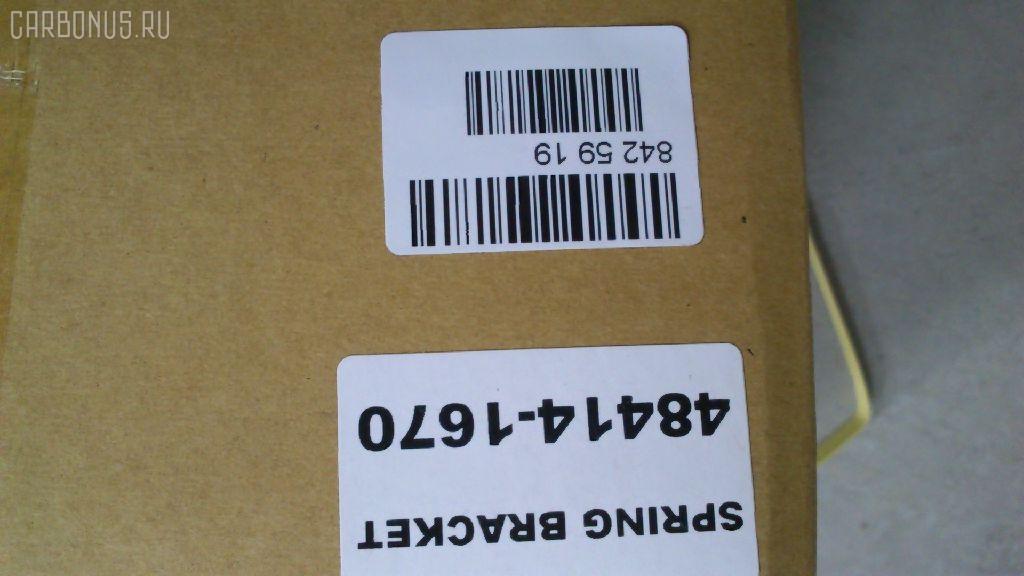 CARBONUS.RU
SPRING BRACKET
48414-1670
842 59 19